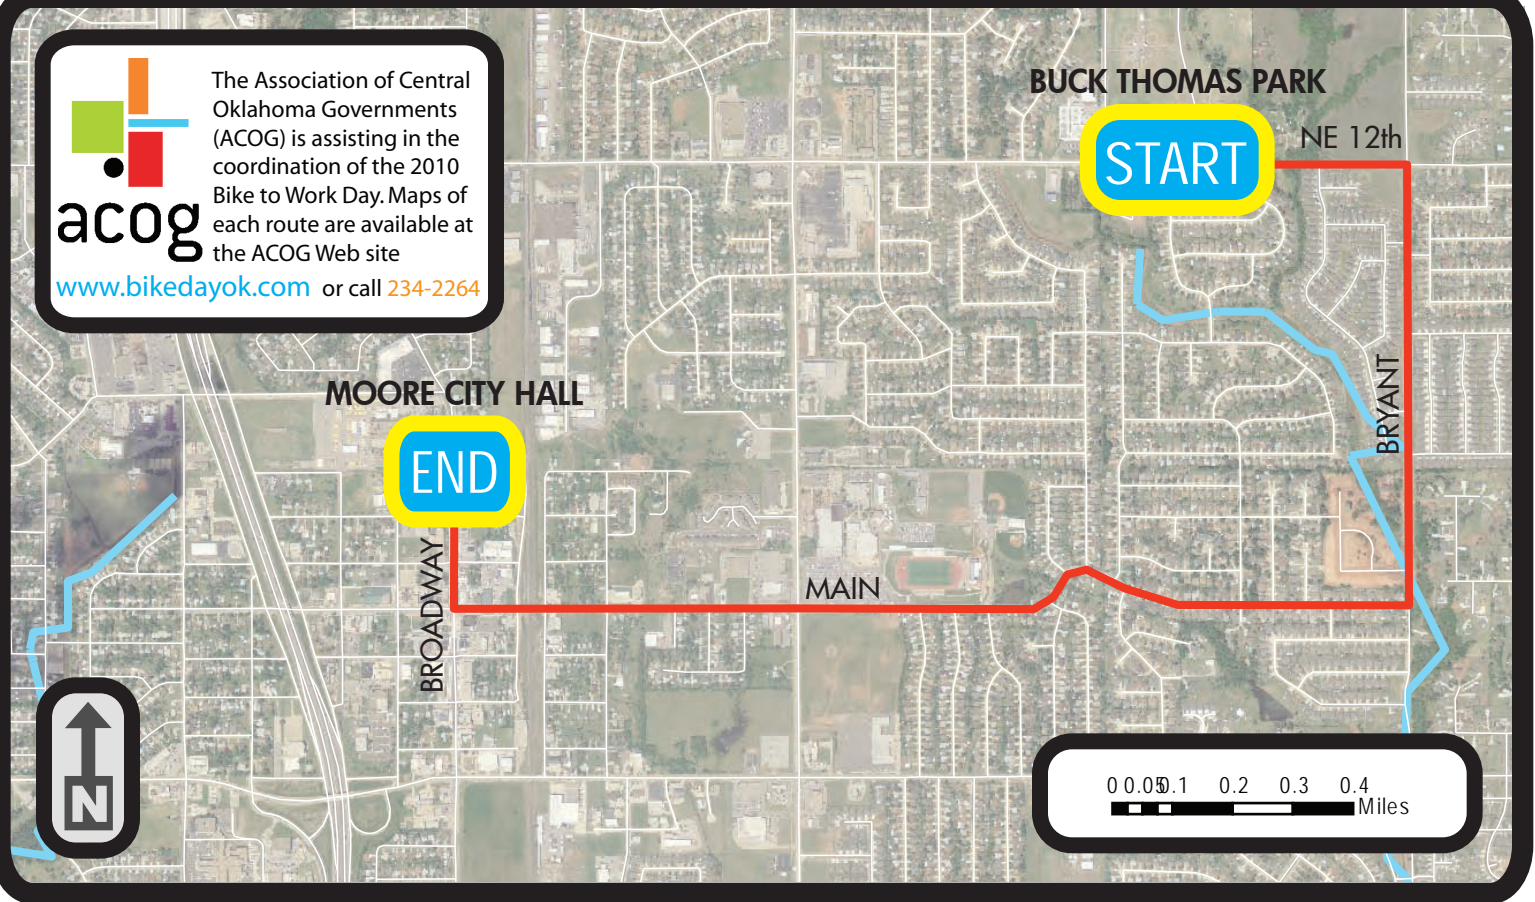 The Association of Central
Oklahoma Governments
(ACOG) is assisting in the
coordination of the 2010
Bike to Work Day. Maps of
each route are available at
the ACOG Web site
acog
www.bikedayok.com or call 234-2264
BUCK THOMAS PARK
START
NE 12th
BRYANT
MOORE CITY HALL
END
BROADWAY
MAIN
N
0 0.05 0.1 0.2 0.3 0.4
Miles